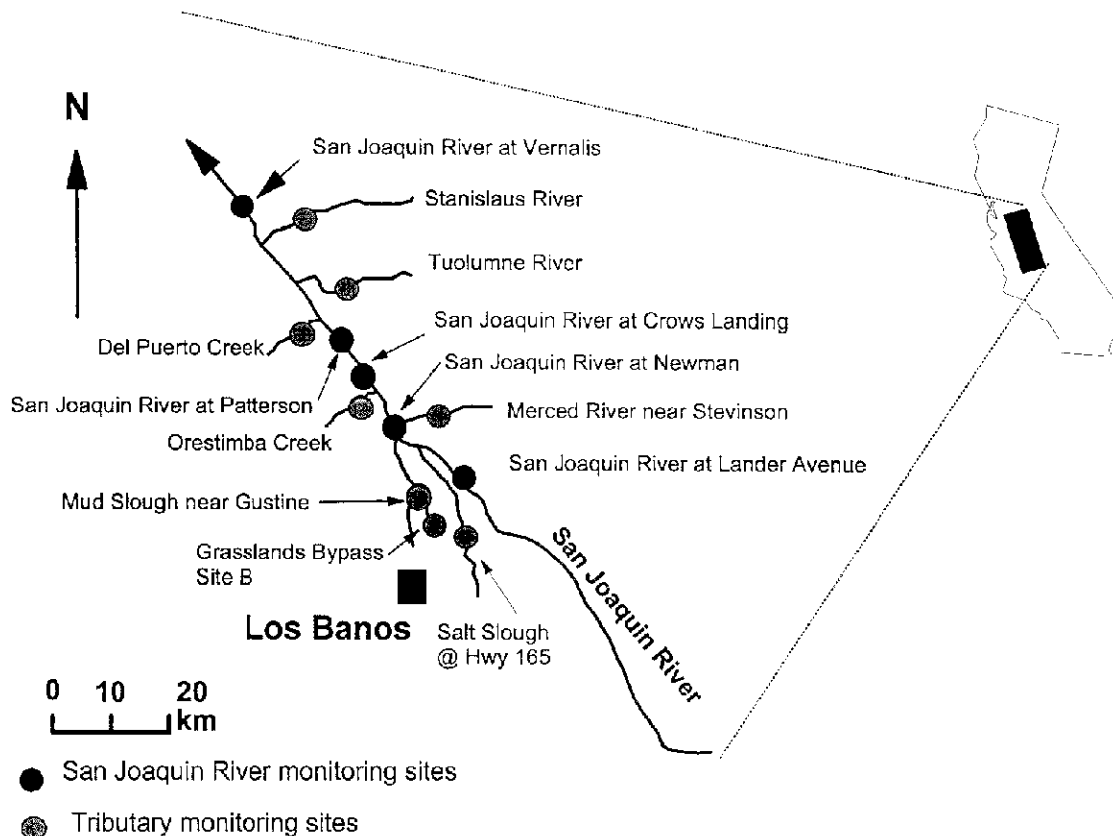 N
San Joaquin River at Vernalis
Stanislaus River
Tuolumne River
San Joaquin River at Crows Landing
Del Puerto Creek
San Joaquin River at Newman
San Joaquin River at Patterson
Merced River near Stevinson
Orestimba Creek
San Joaquin River at Lander Avenue
Mud Slough near Gustine
Grasslands Bypass
Site B
San Joaquin River
Los Banos
Salt Slough
@ Hwy 165
0 10 20
km
San Joaquin River monitoring sites
Tributary monitoring sites